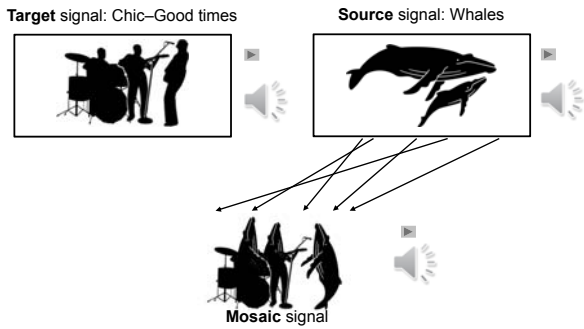 Target signal: Chic–Good times
Source signal: Whales
Mosaic signal